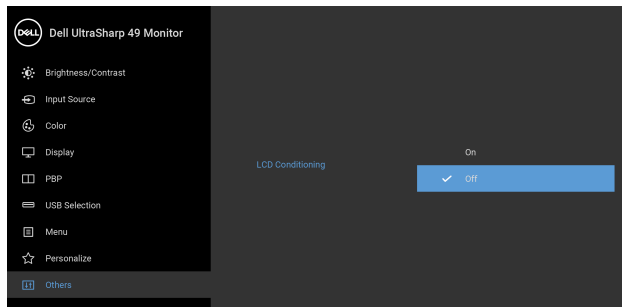 DELL Dell UltraSharp 49 Monitor
Brightness/Contrast
Input Source
Color
Display
PBP
USB Selection
Menu
Personalize
Others
LCD Conditioning
On
Off